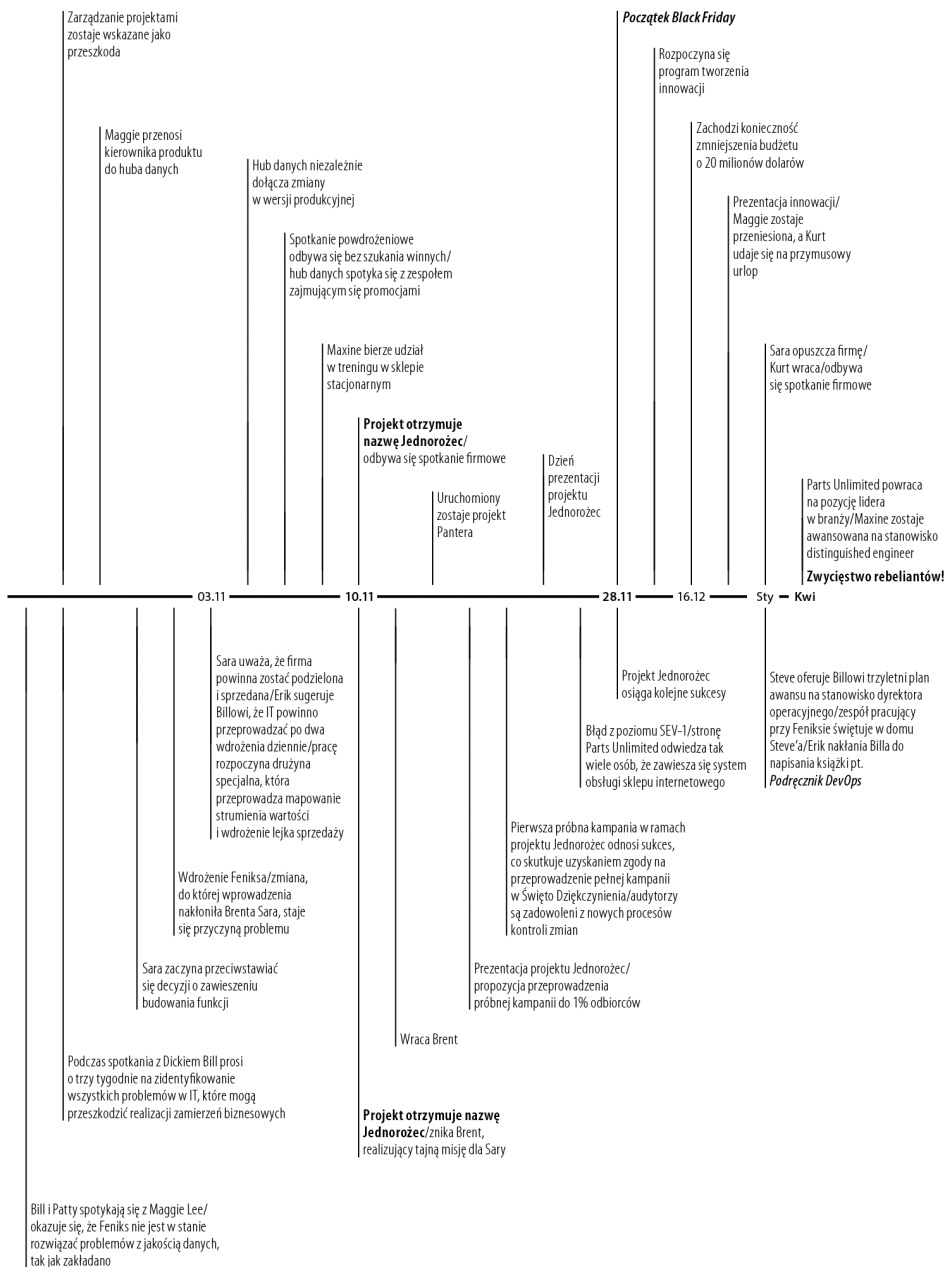 Zarządzanie projektami
zostaje wskazane jako
przeszkoda
Maggie przenosi
kierownika produktu
do huba danych
Hub danych niezależnie
dołącza zmiany
w wersji produkcyjnej
Spotkanie powdrożeniowe
odbywa się bez szukania winnych/
hub danych spotyka się z zespołem
zajmującym się promocjami
Maxine bierze udział
w treningu w sklepie
stacjonarnym
Projekt otrzymuje
nazwę Jednorożec/
odbywa się spotkanie firmowe
Uruchomiony
zostaje projekt
Pantera
Dzień
prezentacji
projektu
Jednorożec
Początek Black Friday
Rozpoczyna się
program tworzenia
innowacji
Zachodzi konieczność
zmniejszenia budżetu
o 20 milionów dolarów
Prezentacja innowacji/
Maggie zostaje
przeniesiona, a Kurt
udaje się na przymusowy
urlop
Sara opuszcza firmę/
Kurt wraca/odbywa
się spotkanie firmowe
Parts Unlimited powraca
na pozycję lidera
w branży/Maxine zostaje
awansowana na stanowisko
distinguished engineer
Zwycięstwo rebeliantów!
03.11
10.11
28.11
16.12
Sty
Kwi
Bill i Patty spotykają się z Maggie Lee/
okazuje się, że Feniks nie jest w stanie
rozwiązać problemów z jakością danych,
tak jak zakładano
Podczas spotkania z Dickiem Bill prosi
o trzy tygodnie na zidentyfikowanie
wszystkich problemów w IT, które mogą
przeszkodzić realizacji zamierzeń biznesowych
Sara zaczyna przeciwstawiać
się decyzji o zawieszeniu
budowania funkcji
Wdrożenie Feniksa/zmiana,
do której wprowadzenia
nakłoniła Brenta Sara, staje
się przyczyną problemu
Sara uważa, że firma
powinna zostać podzielona
i sprzedana/Erik sugeruje
Billowi, że IT powinno
przeprowadzać po dwa
wdrożenia dziennie/pracę
rozpoczyna drużyna
specjalna, która
przeprowadza mapowanie
strumienia wartości
i wdrożenie lejka sprzedaży
Projekt otrzymuje nazwę
Jednorożec/znika Brent,
realizujący tajną misję dla Sary
Wraca Brent
Prezentacja projektu Jednorożec/
propozycja przeprowadzenia
próbnej kampanii do 1% odbiorców
Pierwsza próbna kampania w ramach
projektu Jednorożec odnosi sukces,
co skutkuje uzyskaniem zgody na
przeprowadzenie pełnej kampanii
w Święto Dziękczynienia/audytorzy
są zadowoleni z nowych procesów
kontroli zmian
Błąd z poziomu SEV-1/stronę
Parts Unlimited odwiedza tak
wiele osób, że zawiesza się system
obsługi sklepu internetowego
Projekt Jednorożec
osiąga kolejne sukcesy
Steve oferuje Billowi trzyletni plan
awansu na stanowisko dyrektora
operacyjnego/zespół pracujący
przy Feniksie świętuje w domu
Steve'a/Erik nakłania Billa do
napisania książki pt.
Podręcznik DevOps